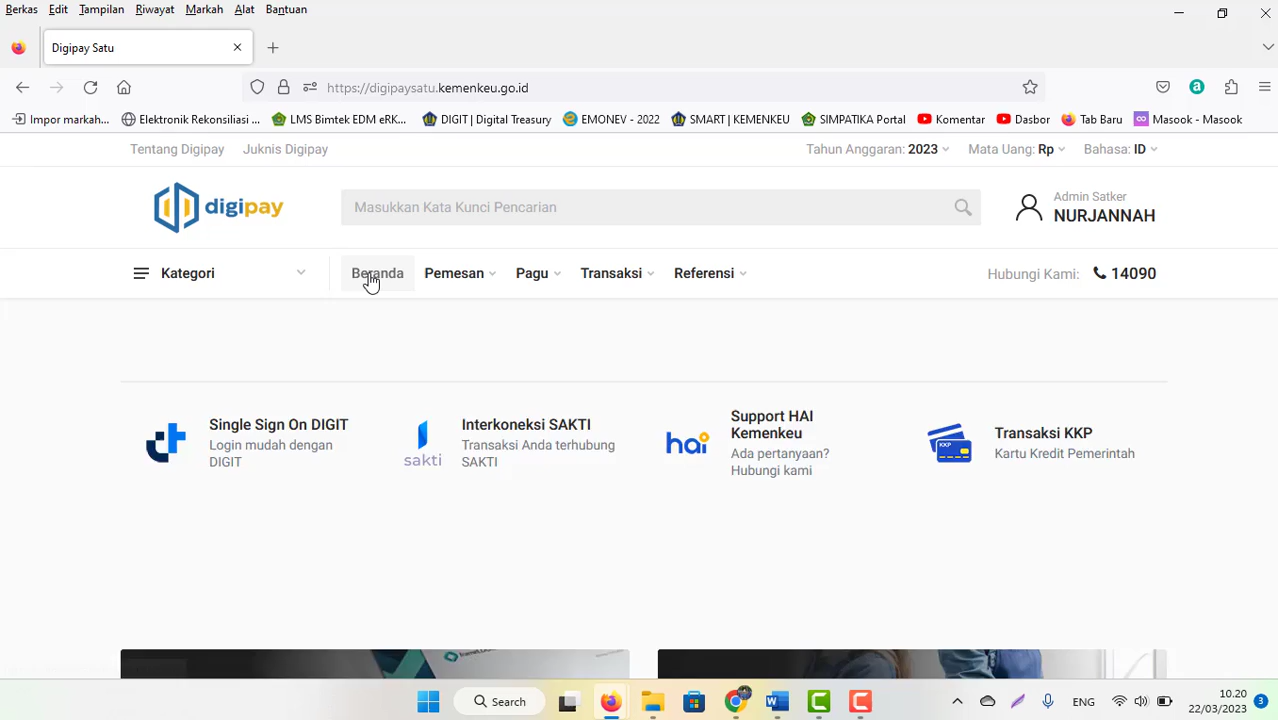 Berkas Edit Tampilan Riwayat Markah Alat Bantuan
Digipay Satu
https://digipaysatu.kemenkeu.go.id
Impor markah... Elektronik Rekonsiliasi ... LMS Bimtek EDM eRK... DIGIT | Digital Treasury EMONEV - 2022 SMART | KEMENKEU SIMPATIKA Portal Komentar Dasbor Tab Baru Masook - Masook
Tentang Digipay Juknis Digipay Tahun Anggaran: 2023 Mata Uang: Rp Bahasa: ID
digipay
Masukkan Kata Kunci Pencarian
Admin Satker
NURJANNAH
Kategori Beranda Pemesan Pagu Transaksi Referensi Hubungi Kami: 14090
Single Sign On DIGIT
Login mudah dengan
DIGIT
sakti
Interkoneksi SAKTI
Transaksi Anda terhubung
SAKTI
hai
Support HAI
Kemenkeu
Ada pertanyaan?
Hubungi kami
KKP
Transaksi KKP
Kartu Kredit Pemerintah
Search
ENG
10.20
22/03/2023
3